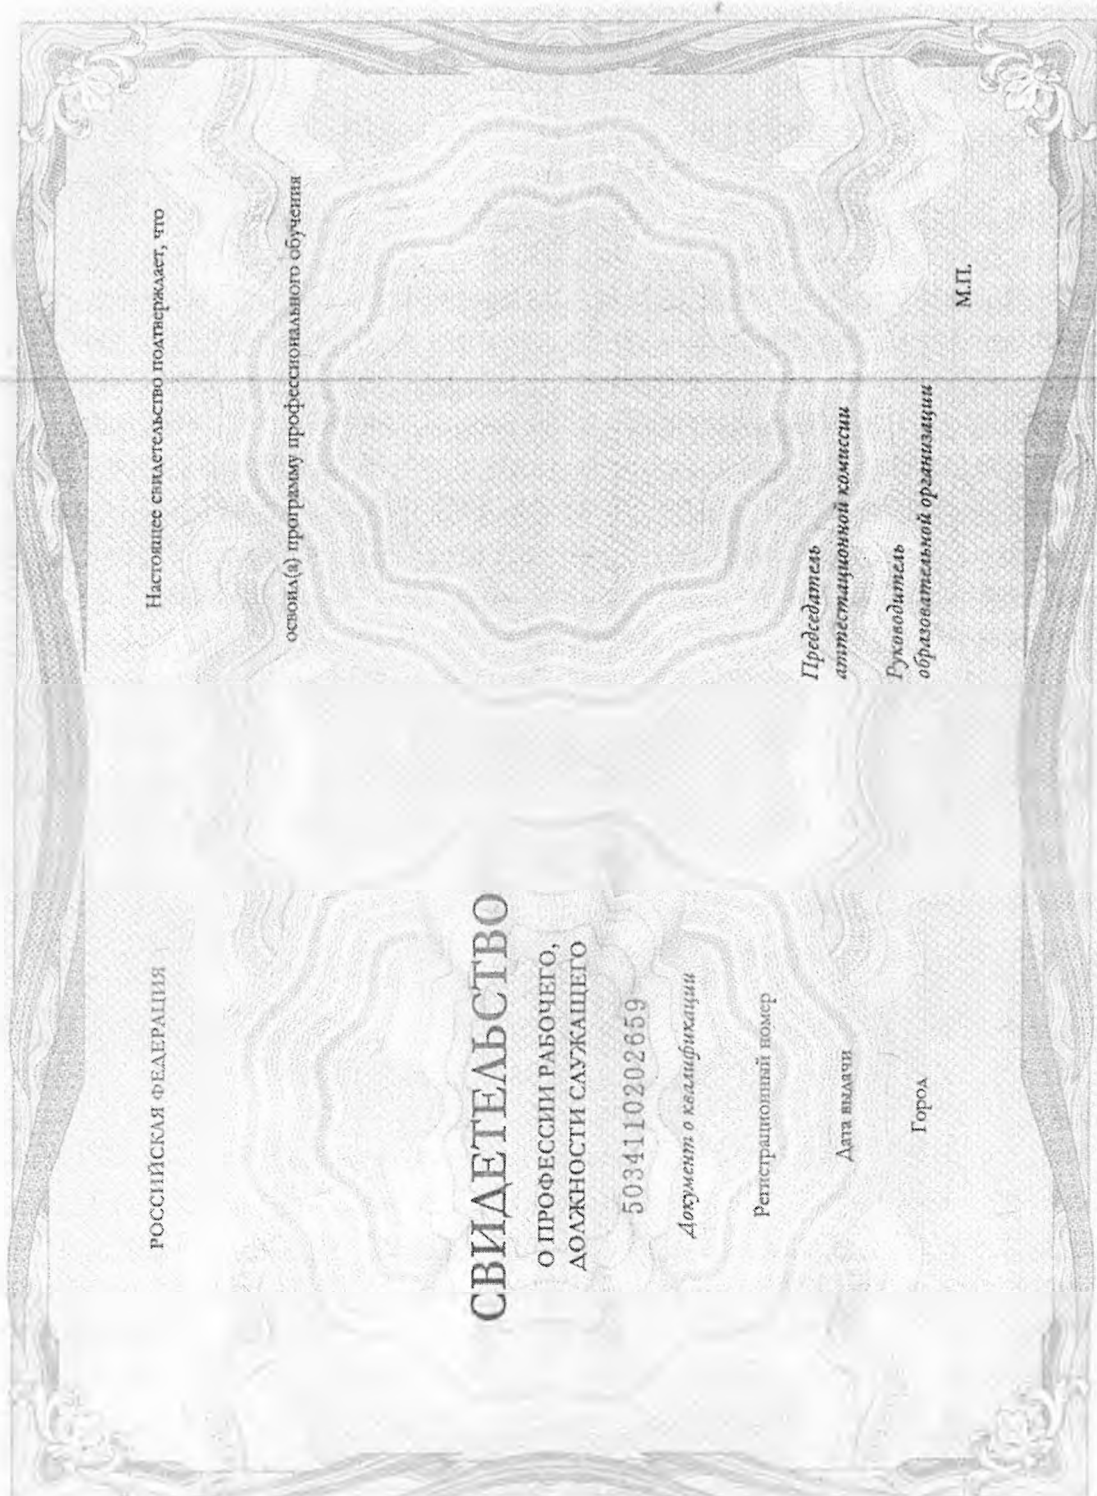 РОССИЙСКАЯ ФЕДЕРАЦИЯ
СВИДЕТЕЛЬСТВО
О ПРОФЕССИИ РАБОЧЕГО,
ДОЛЖНОСТИ СЛУЖАЩЕГО
5034110202659
Документ о квалификации
Регистрационный номер
Дата выдачи
Город
Настоящее свидетельство подтверждает, что
освоил(а) программу профессионального обучения
Председатель
аттестационной комиссии
Руководитель
образовательной организации
М.П.